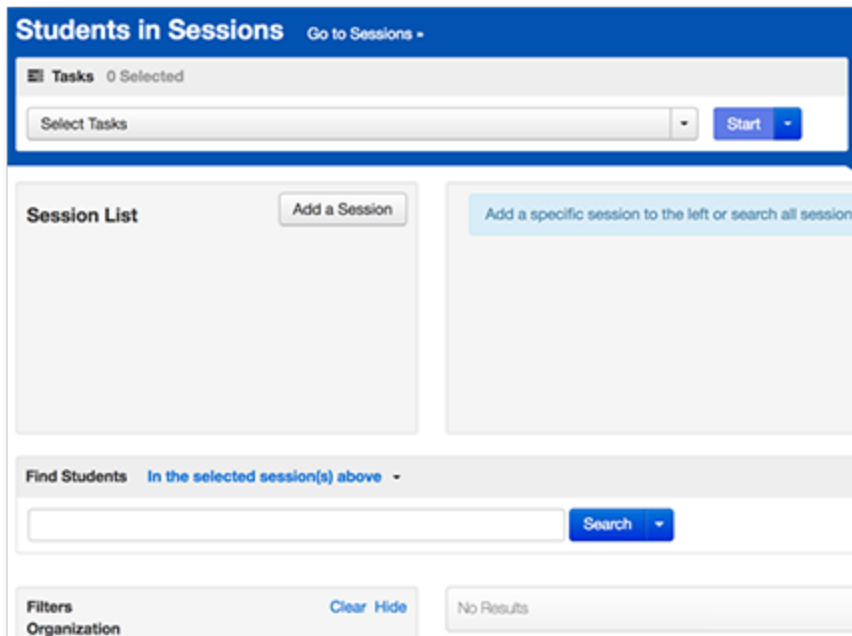 Students in Sessions Go to Sessions »
Tasks 0 Selected
Select Tasks Start
Session List Add a Session
Add a specific session to the left or search all session
Find Students In the selected session(s) above
Search
Filters Clear Hide
Organization
No Results